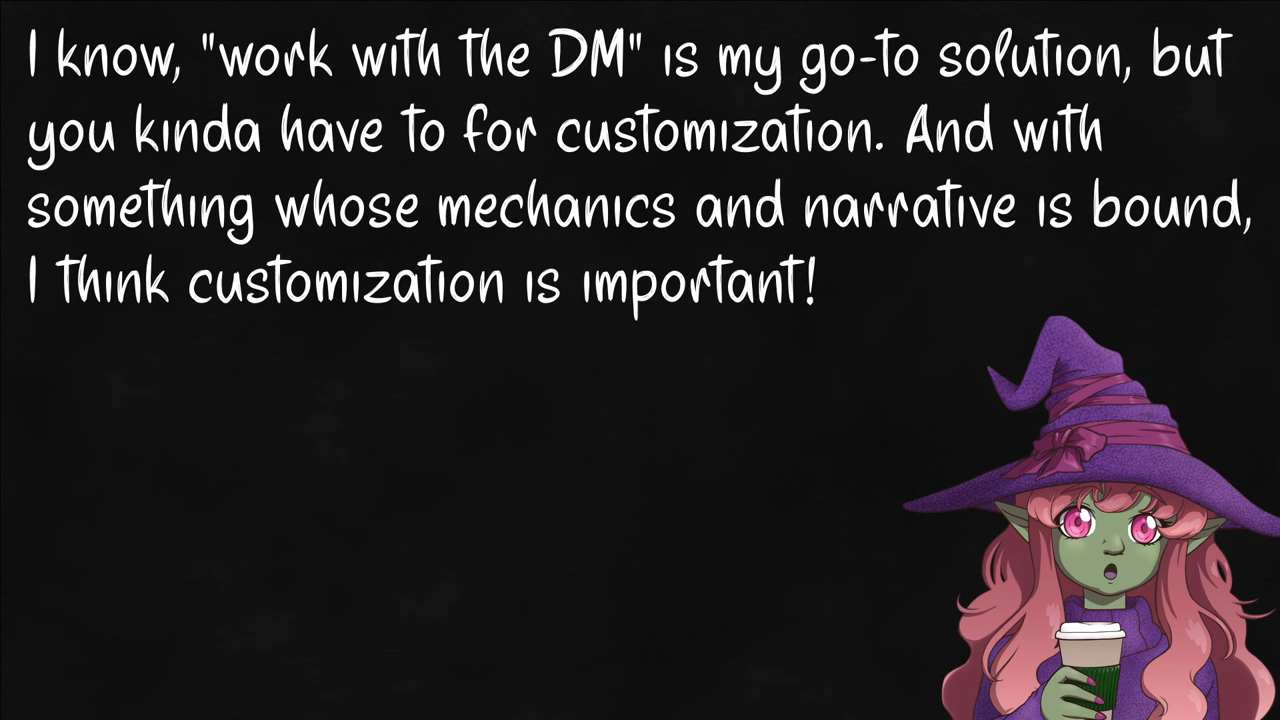 I know, "work with the DM" is my go-to solution, but
you kinda have to for customization. And with
something whose mechanics and narrative is bound,
I think customization is important!